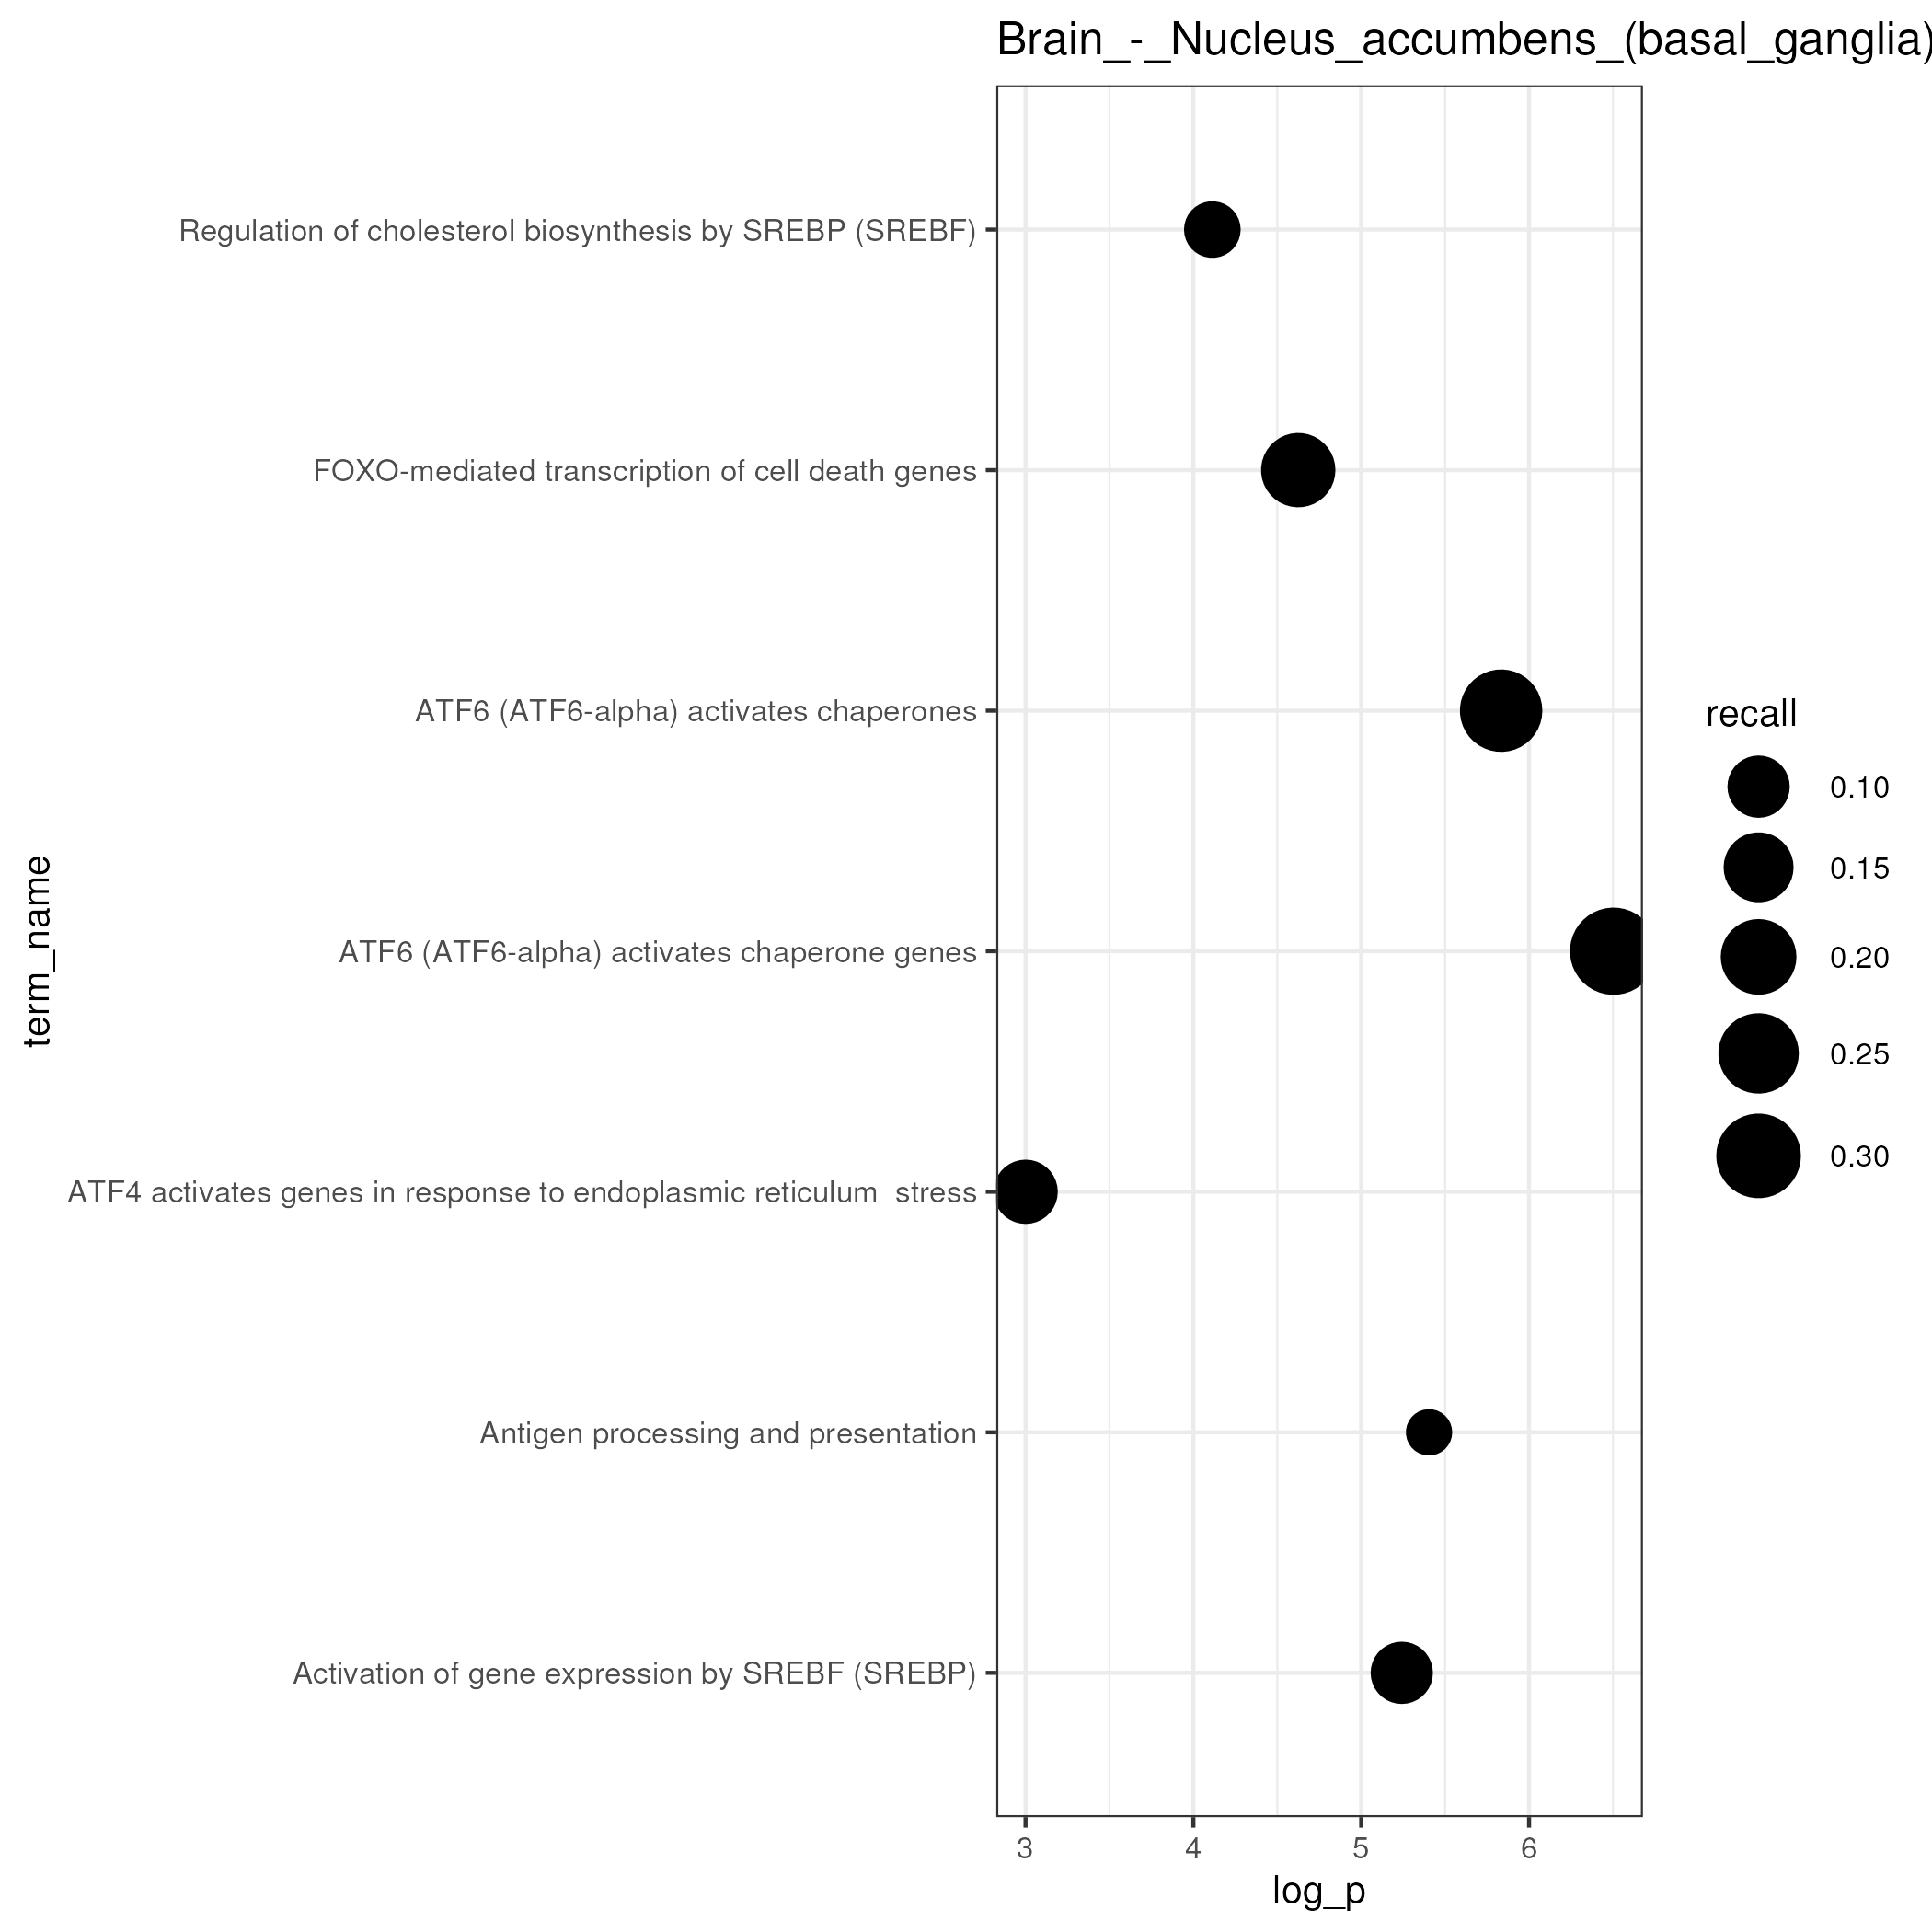 Brain_-_Nucleus_accumbens_(basal_ganglia)
Regulation of cholesterol biosynthesis by SREBP (SREBF)
FOXO-mediated transcription of cell death genes
ATF6 (ATF6-alpha) activates chaperones
ATF6 (ATF6-alpha) activates chaperone genes
ATF4 activates genes in response to endoplasmic reticulum  stress
Antigen processing and presentation
Activation of gene expression by SREBF (SREBP)
term_name
3 4 5 6
log_p
recall
0.10
0.15
0.20
0.25
0.30